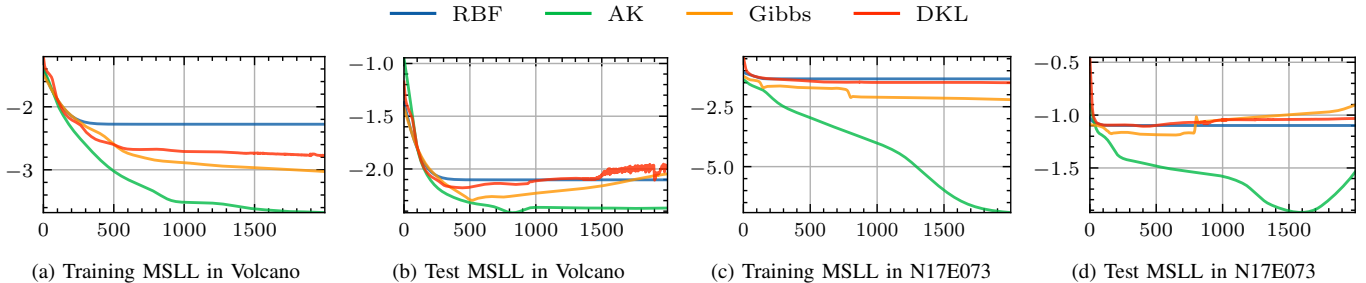 RBF AK Gibbs DKL
−2
−3
0 500 1000 1500
(a) Training MSLL in Volcano
−1.0
−1.5
−2.0
0 500 1000 1500
(b) Test MSLL in Volcano
−2.5
−5.0
0 500 1000 1500
(c) Training MSLL in N17E073
−0.5
−1.0
−1.5
0 500 1000 1500
(d) Test MSLL in N17E073